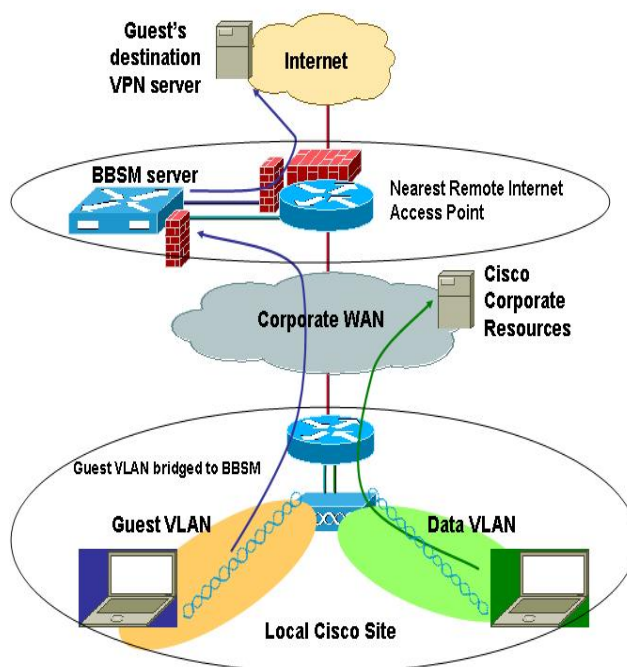 Guest's
destination
VPN server
Internet
BBSM server
Nearest Remote Internet
Access Point
Cisco
Corporate
Resources
Corporate WAN
Guest VLAN bridged to BBSM
Guest VLAN
Data VLAN
Local Cisco Site